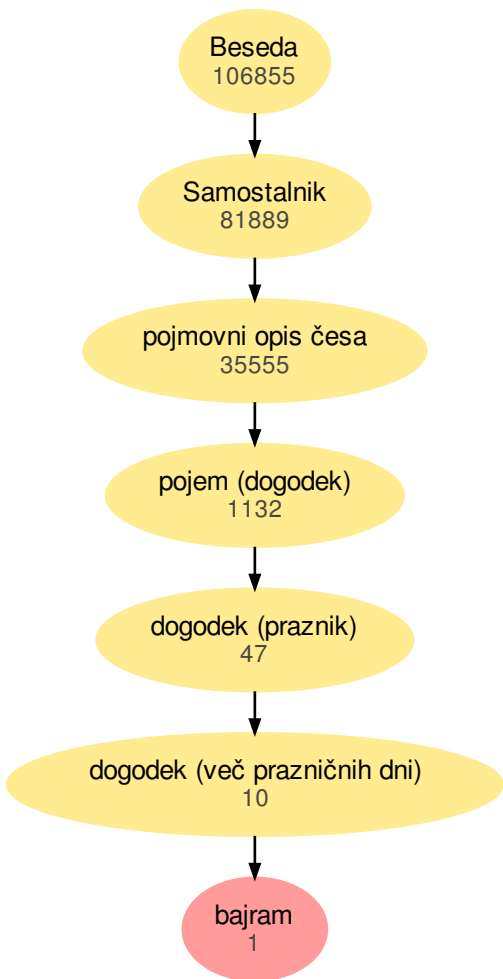 Beseda
106855
Samostalnik
81889
pojmovni opis česa
35555
pojem (dogodek)
1132
dogodek (praznik)
47
dogodek (več prazničnih dni)
10
bajram
1